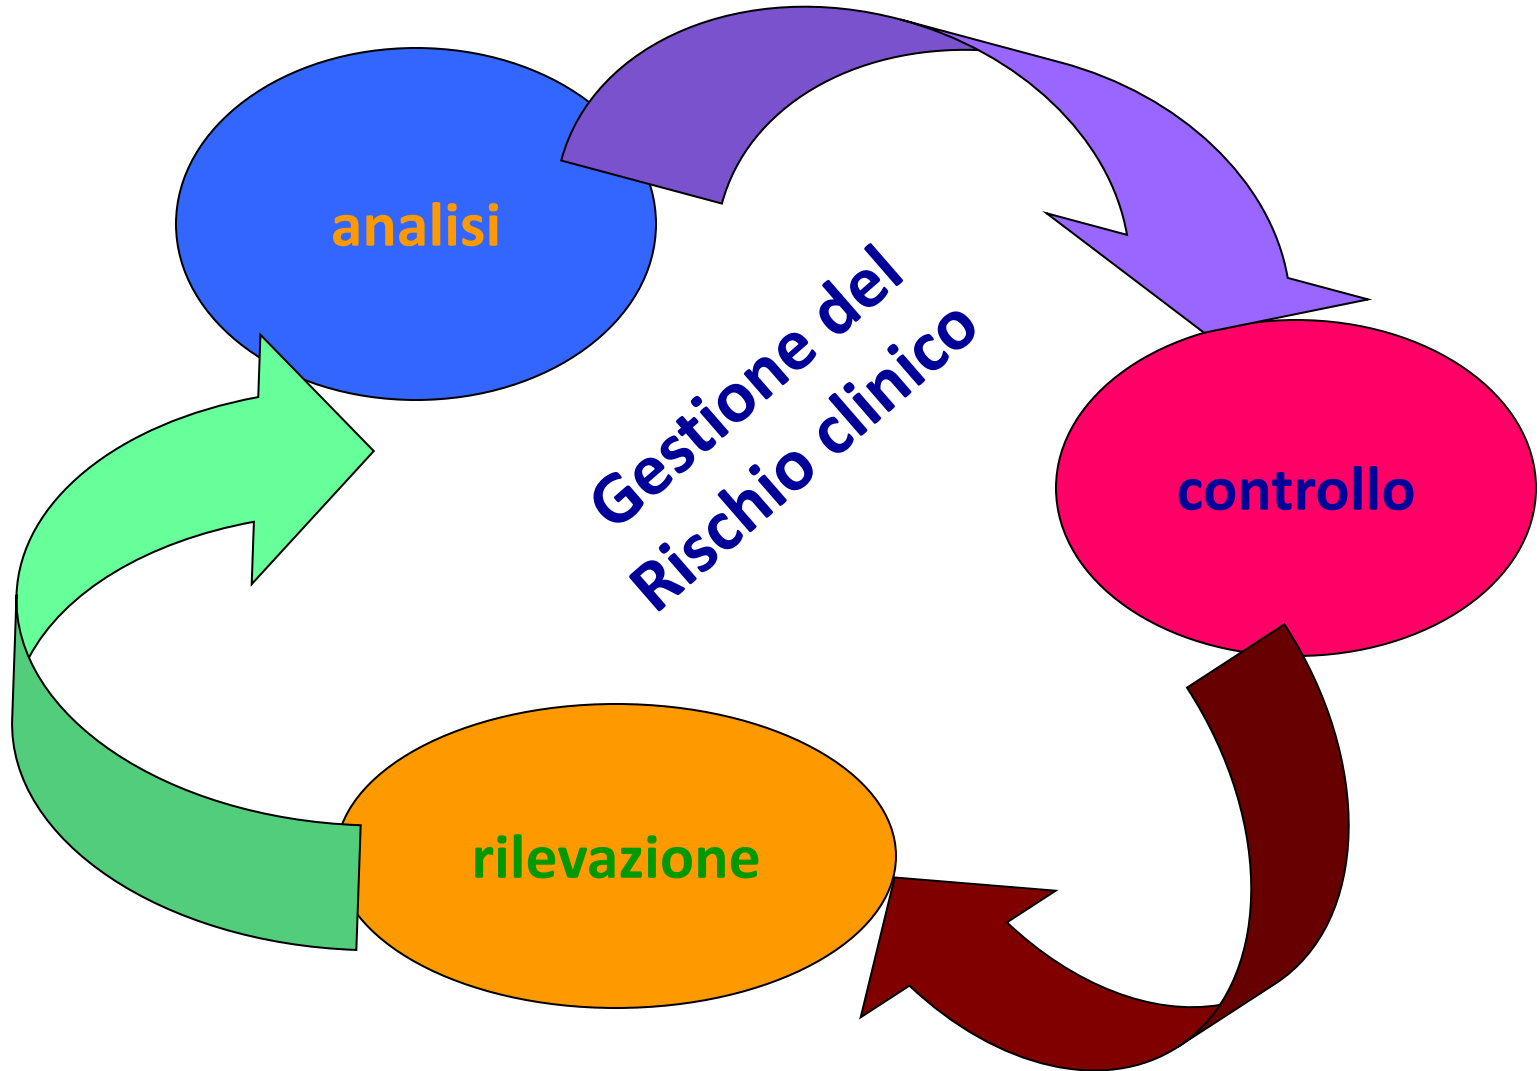 analisi
Gestione del
Rischio clinico
controllo
rilevazione